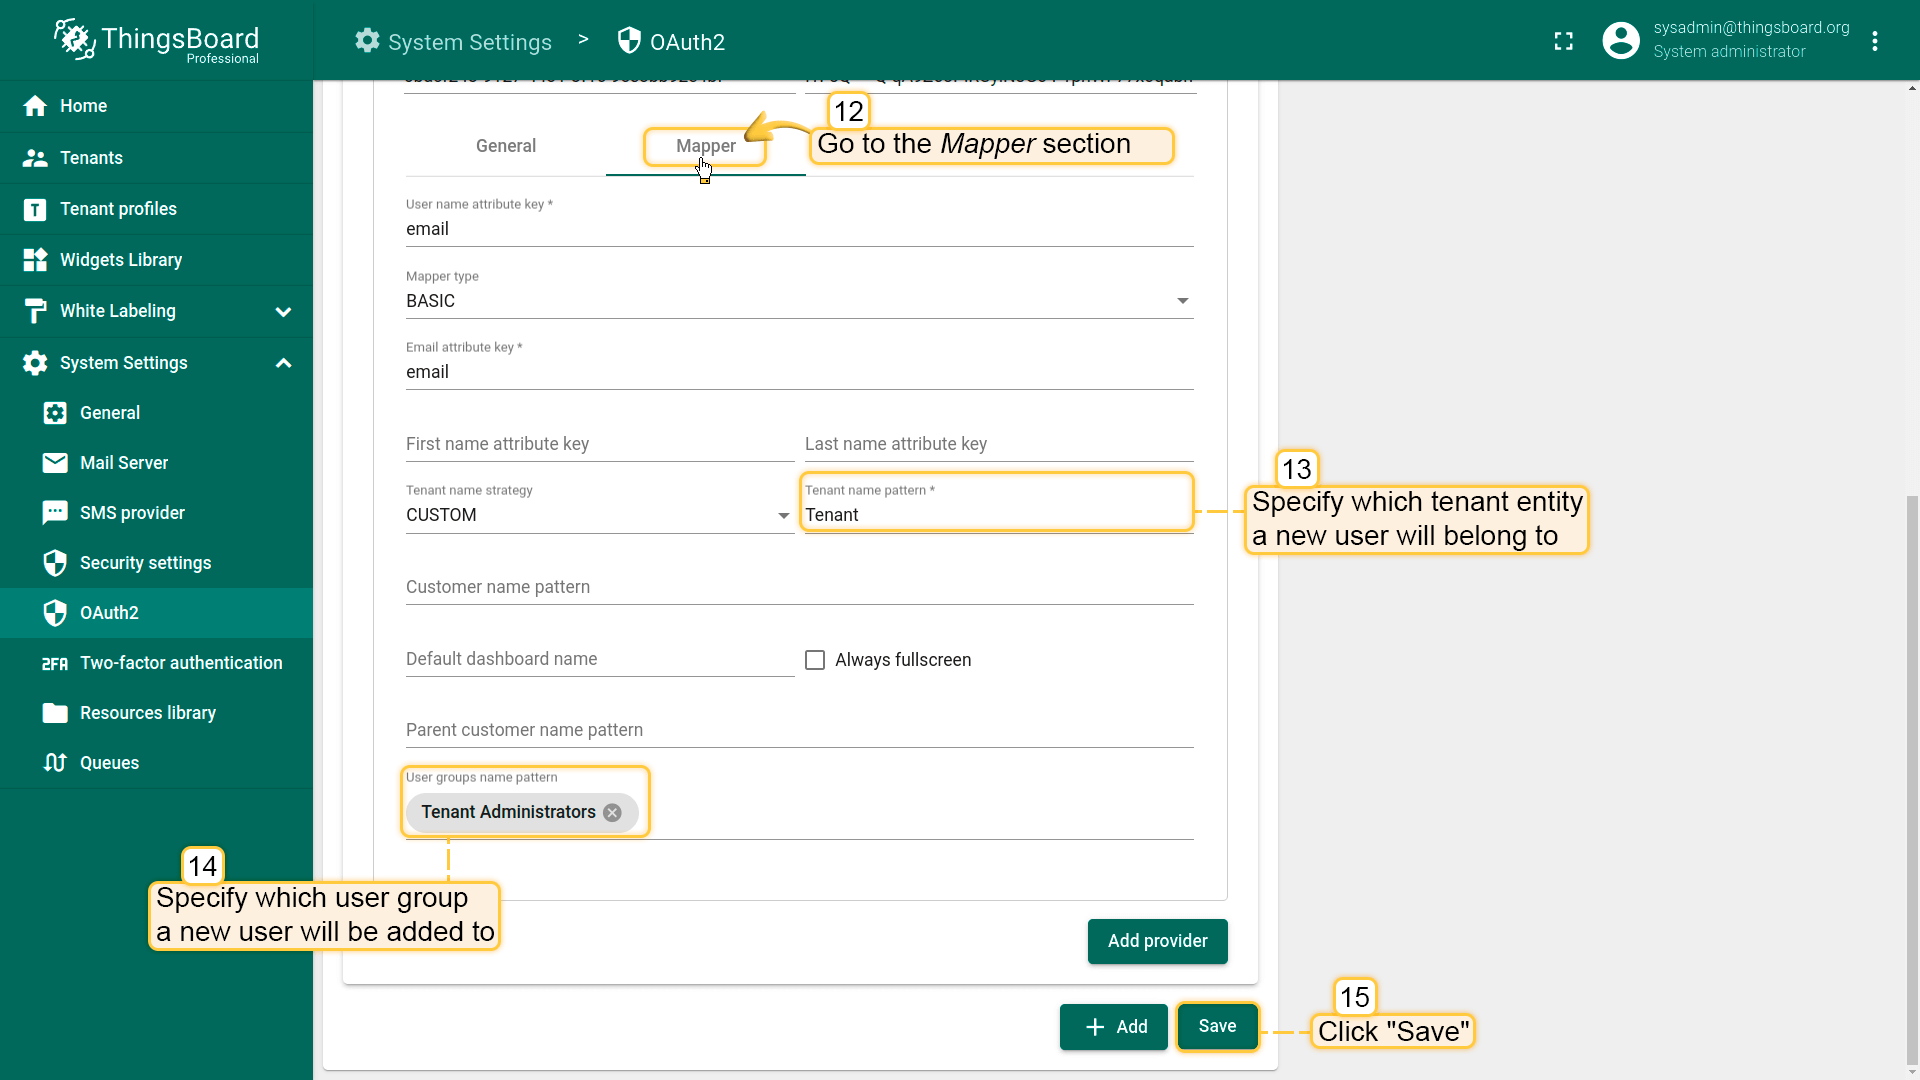 ThingsBoard
Professional
System Settings > OAuth2
sysadmin@thingsboard.org
System administrator
Home
Tenants
Tenant profiles
Widgets Library
White Labeling
System Settings
General
Mail Server
SMS provider
Security settings
OAuth2
2FA Two-factor authentication
Resources library
Queues
General
Mapper
12
Go to the Mapper section
User name attribute key *
email
Mapper type
BASIC
Email attribute key *
email
First name attribute key
Last name attribute key
Tenant name strategy
CUSTOM
Tenant name pattern *
Tenant
13
Specify which tenant entity
a new user will belong to
Customer name pattern
Default dashboard name
Always fullscreen
Parent customer name pattern
User groups name pattern
Tenant Administrators
14
Specify which user group
a new user will be added to
Add provider
+ Add
Save
15
Click "Save"